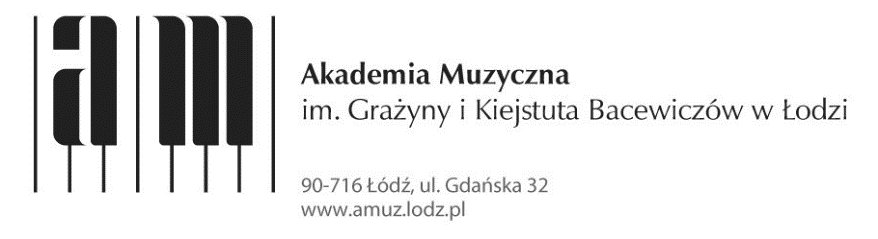 am
Akademia Muzyczna
im. Grażyny i Kiejstuta Bacewiczów w Łodzi
90-716 Łódź, ul. Gdańska 32
www.amuz.lodz.pl